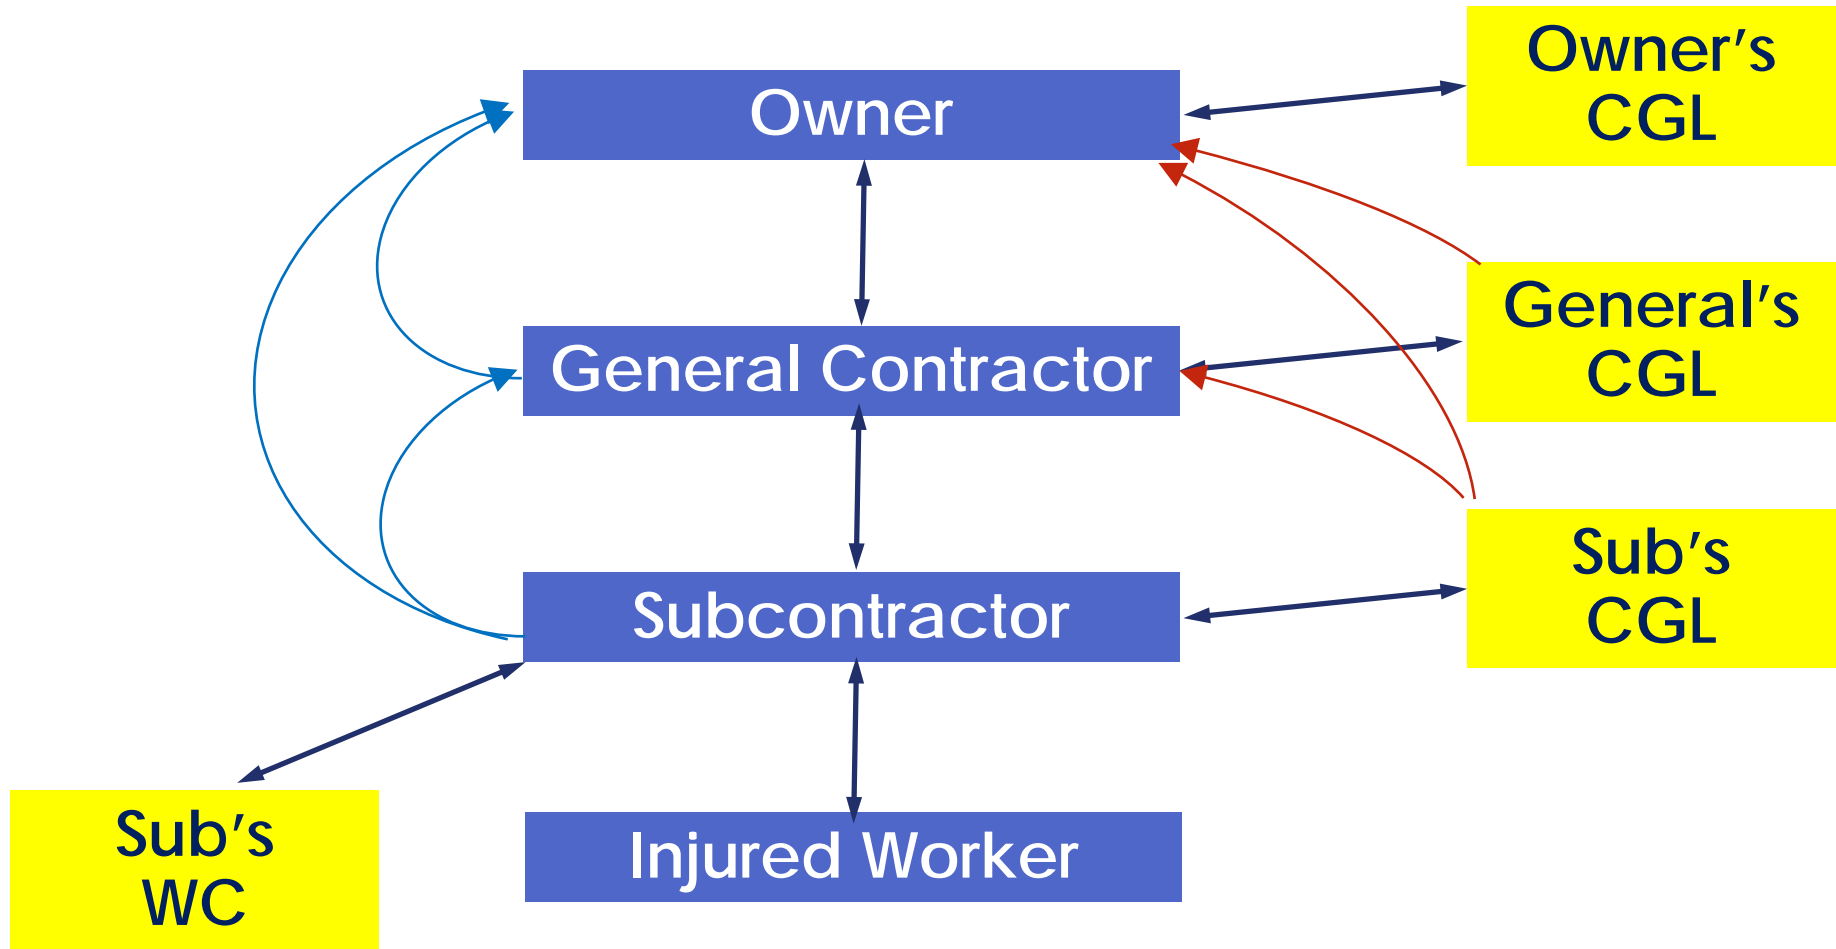 Owner
Owner's
CGL
General Contractor
General's
CGL
Subcontractor
Sub's
CGL
Sub's
WC
Injured Worker